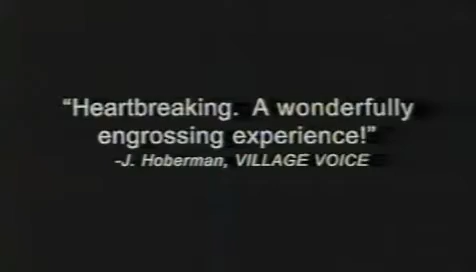 “Heartbreaking. A wonderfully
engrossing experience!”
-J. Hoberman, VILLAGE VOICE